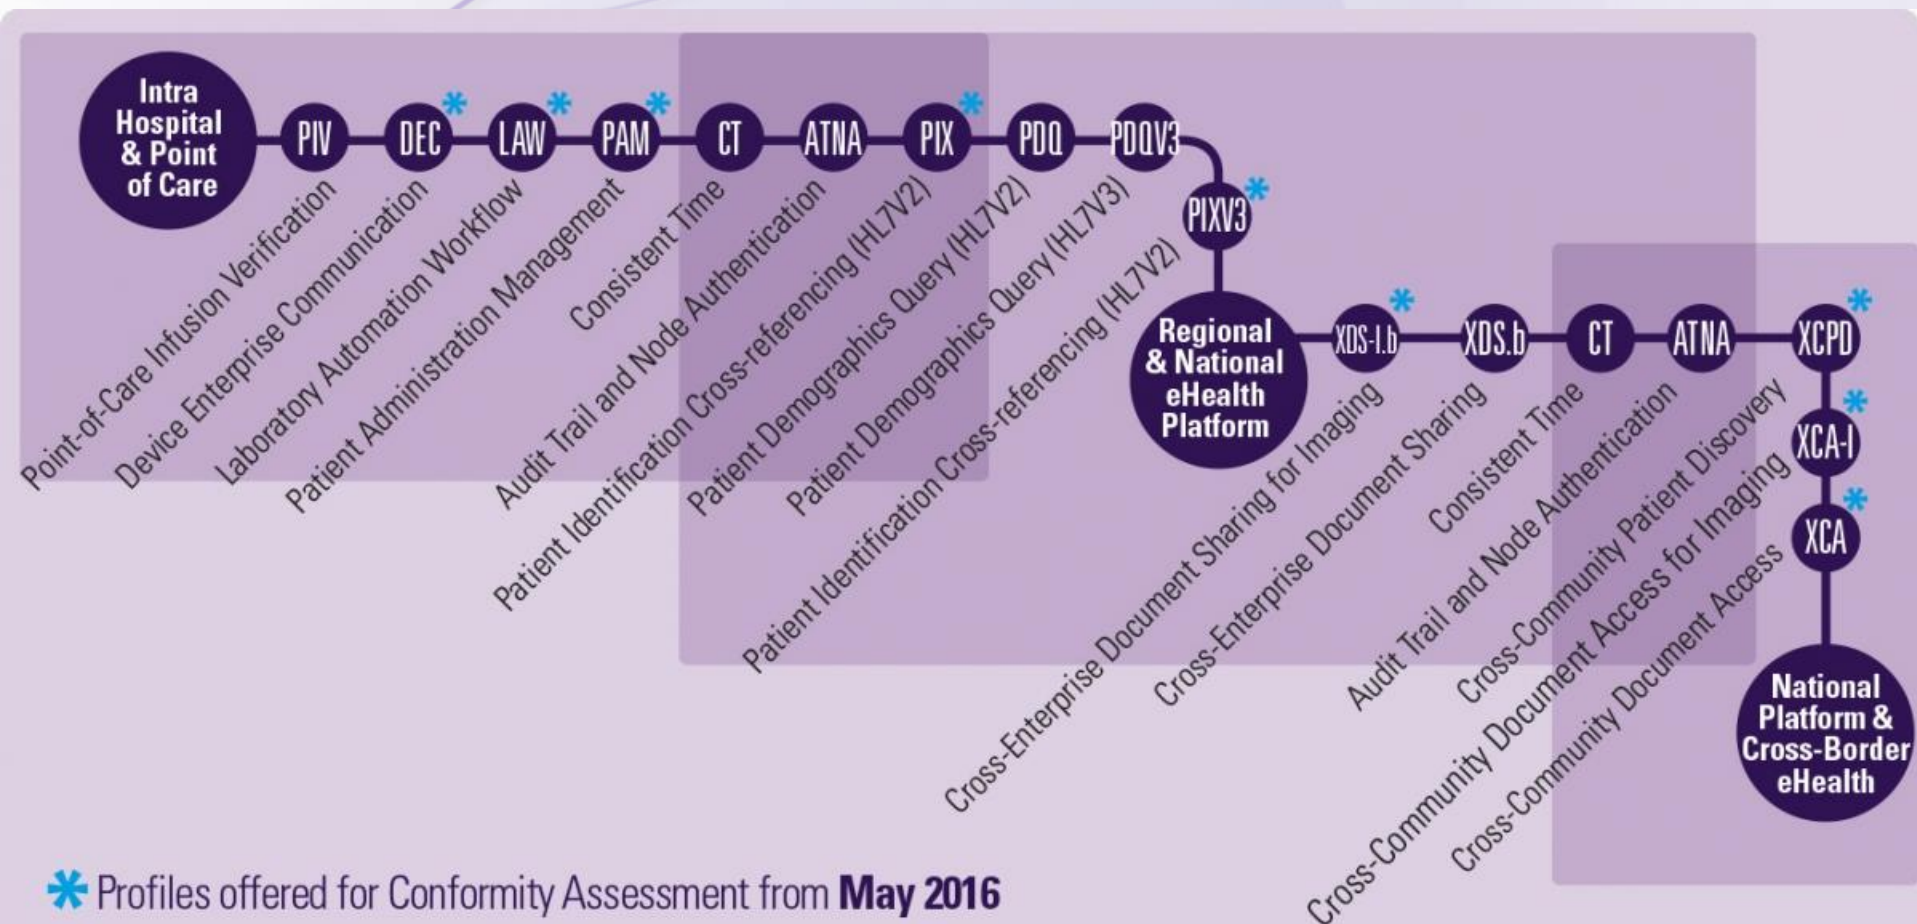 Intra
Hospital
& Point
of Care
PIV
DEC
LAW
PAM
CT
ATNA
PIX
PDQ
PDQV3
PIXV3
Point-of-Care Infusion Verification
Device Enterprise Communication
Laboratory Automation Workflow
Patient Administration Management
Consistent Time
Audit Trail and Node Authentication
Patient Identification Cross-referencing (HL7V2)
Patient Demographics Query (HL7V2)
Patient Demographics Query (HL7V3)
Patient Identification Cross-referencing (HL7V2)
Regional
& National
eHealth
Platform
XDS-I.b
XDS.b
CT
ATNA
XCPD
XCA-I
XCA
Cross-Enterprise Document Sharing for Imaging
Cross-Enterprise Document Sharing
Consistent Time
Audit Trail and Node Authentication
Cross-Community Patient Discovery
Cross-Community Document Access for Imaging
Cross-Community Document Access
National
Platform &
Cross-Border
eHealth
* Profiles offered for Conformity Assessment from May 2016